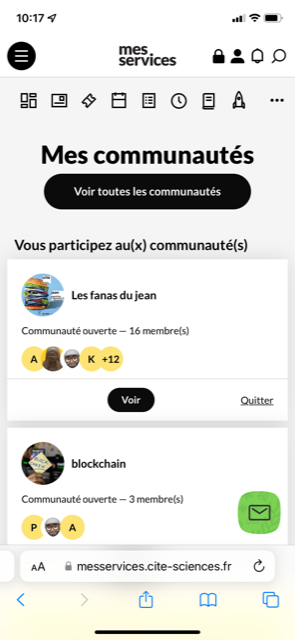 10:17
mes
services
Mes communautés
Voir toutes les communautés
Vous participez au(x) communauté(s)
Les fanas du jean
Communauté ouverte — 16 membre(s)
A K +12
Voir Quitter
blockchain
Communauté ouverte — 3 membre(s)
P A
AA messervices.cite-sciences.fr